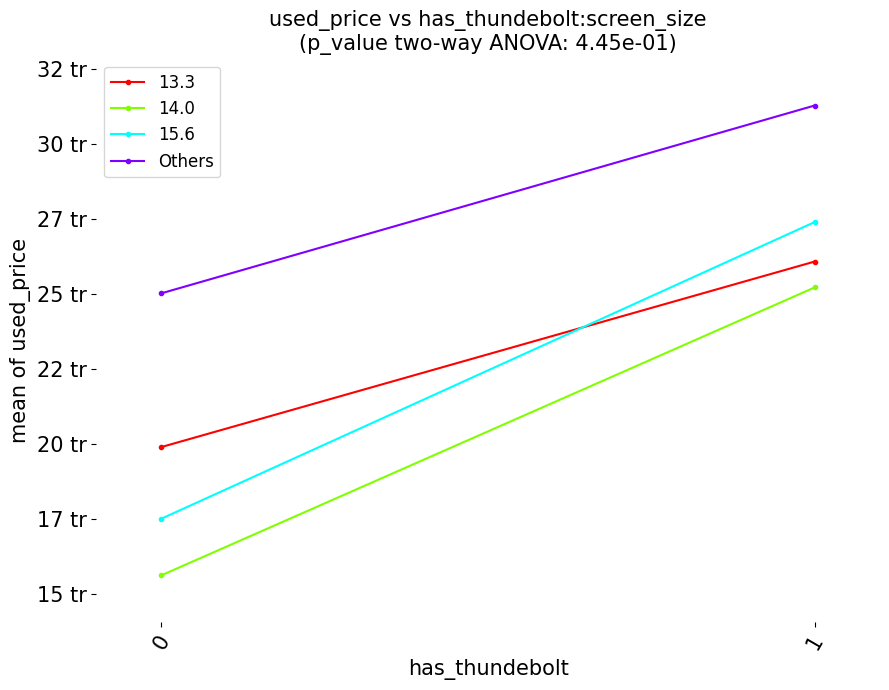 used_price vs has_thundebolt:screen_size
(p_value two-way ANOVA: 4.45e-01)
32 tr
30 tr
27 tr
25 tr
22 tr
20 tr
17 tr
15 tr
mean of used_price
13.3
14.0
15.6
Others
0
1
has_thundebolt